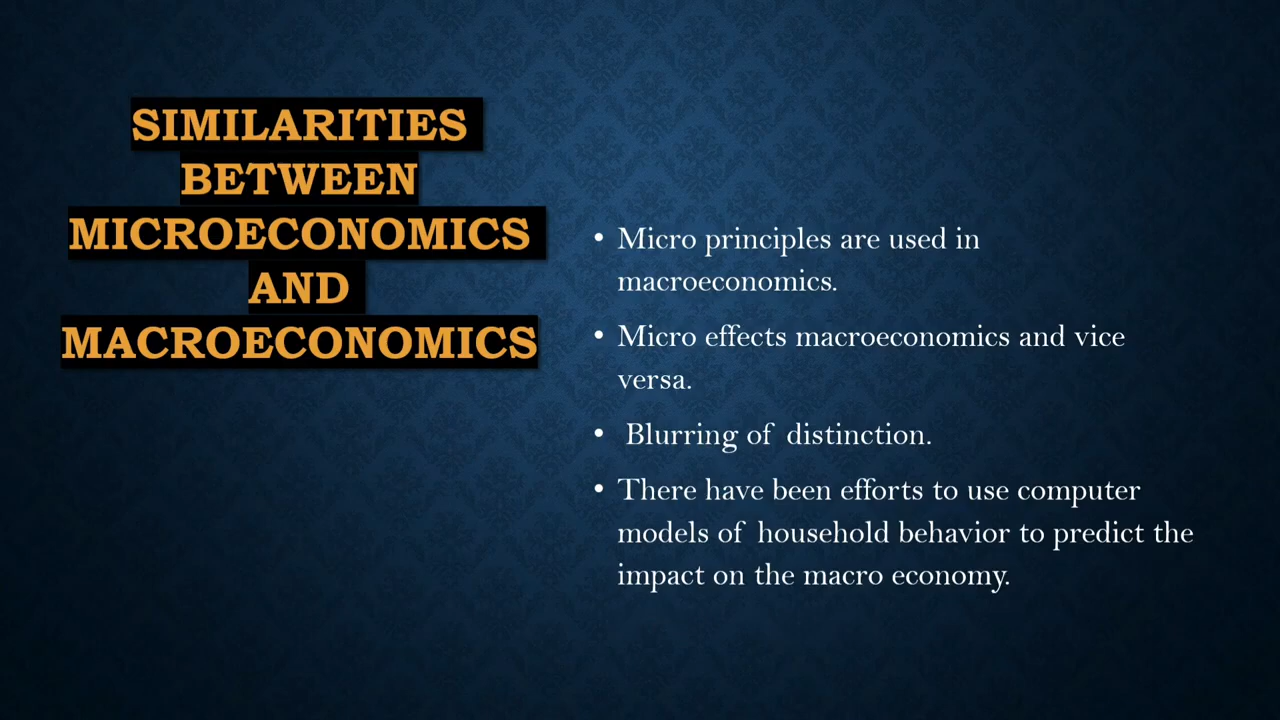 SIMILARITIES
BETWEEN
MICROECONOMICS
AND
MACROECONOMICS
• Micro principles are used in
macroeconomics.
• Micro effects macroeconomics and vice
versa.
• Blurring of distinction.
• There have been efforts to use computer
models of household behavior to predict the
impact on the macro economy.